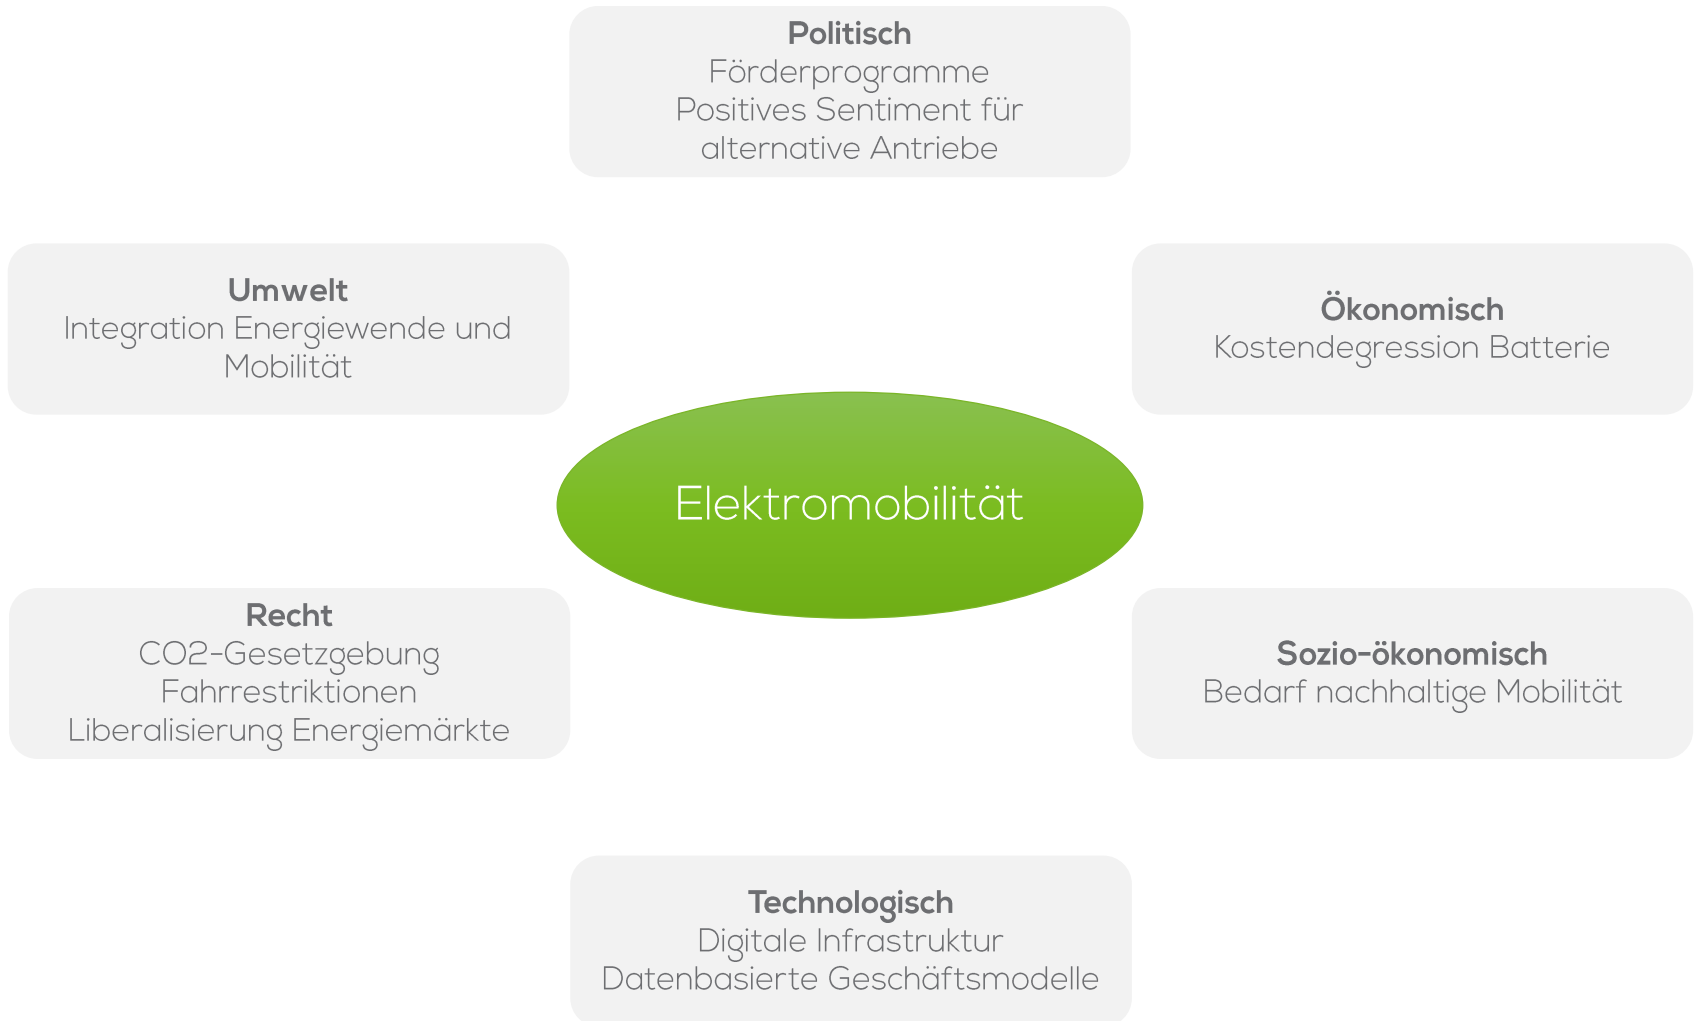 Politisch
Förderprogramme
Positives Sentiment für
alternative Antriebe
Umwelt
Integration Energiewende und
Mobilität
Ökonomisch
Kostendegression Batterie
Elektromobilität
Recht
CO2-Gesetzgebung
Fahrrestriktionen
Liberalisierung Energiemärkte
Sozio-ökonomisch
Bedarf nachhaltige Mobilität
Technologisch
Digitale Infrastruktur
Datenbasierte Geschäftsmodelle